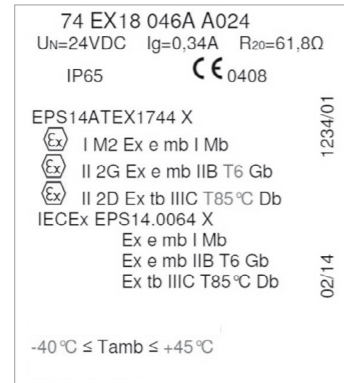 74 EX18 046A A024
UN=24VDC Ig=0,34A R20=61,8Ω
IP65 CE 0408
EPS14ATEX1744 X
Ex I M2 Ex e mb I Mb
Ex II 2G Ex e mb IIB T6 Gb
Ex II 2D Ex tb IIIC T85°C Db
IECEx EPS14.0064 X
Ex e mb I Mb
Ex e mb IIB T6 Gb
Ex tb IIIC T85°C Db
-40°C ≤ Tamb ≤ +45°C
1234/01
02/14